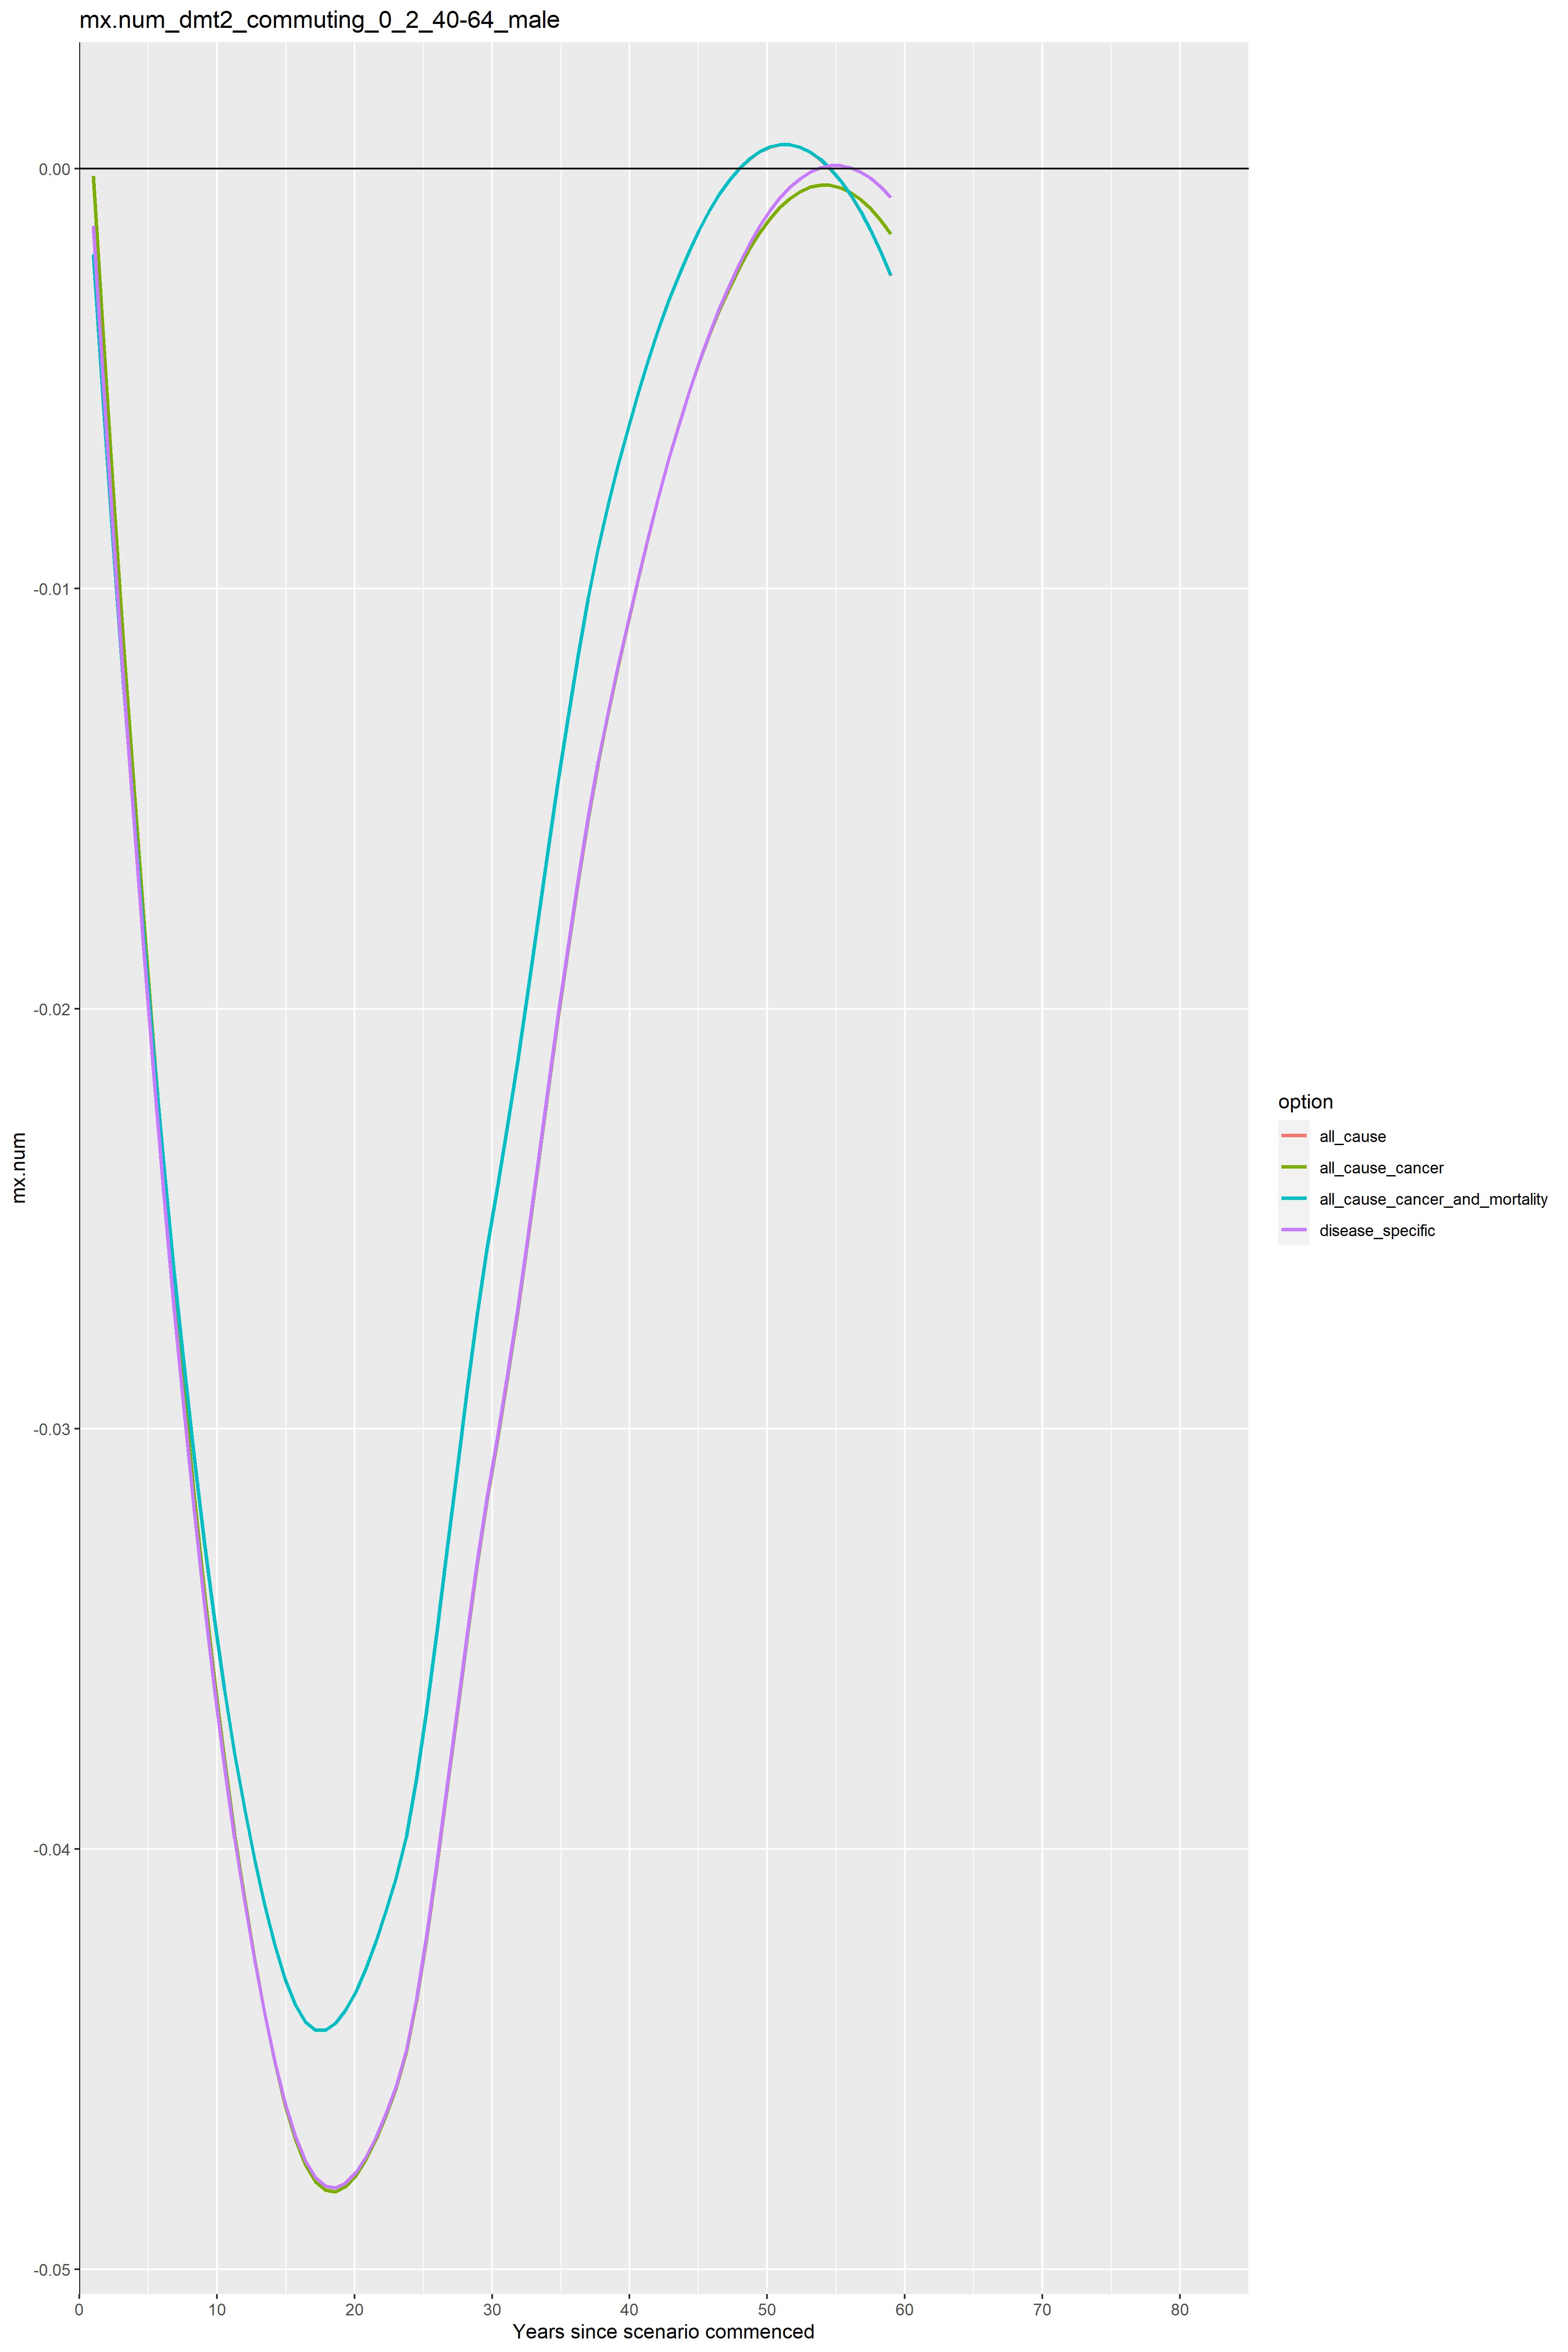 mx.num_dmt2_commuting_0_2_40-64_male
mx.num
0.00
-0.01
-0.02
-0.03
-0.04
-0.05
0 10 20 30 40 50 60 70 80
Years since scenario commenced
option
all_cause
all_cause_cancer
all_cause_cancer_and_mortality
disease_specific